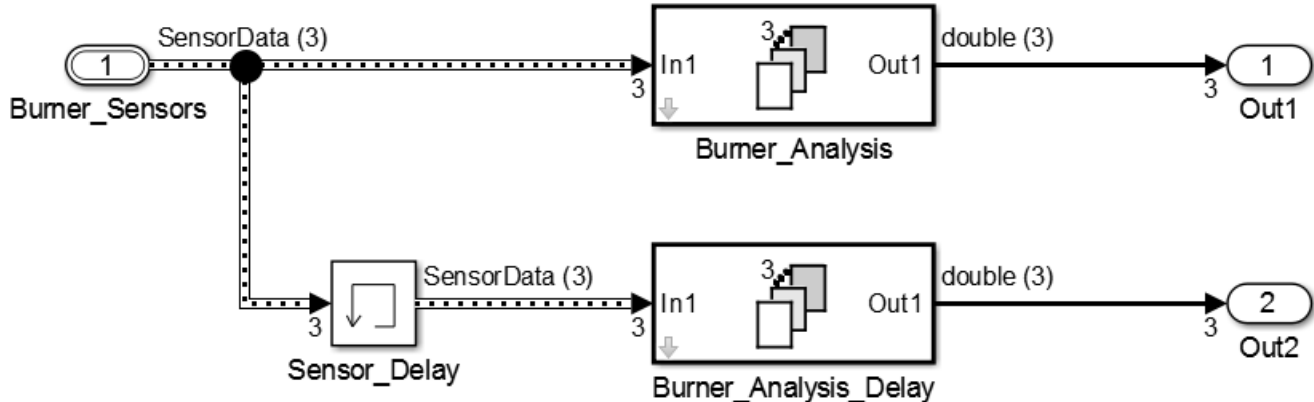 SensorData (3)
1
Burner_Sensors
3
In1
3
Out1
Burner_Analysis
double (3)
3
1
Out1
3
Sensor_Delay
SensorData (3)
3
In1
3
Out1
Burner_Analysis_Delay
double (3)
3
2
Out2